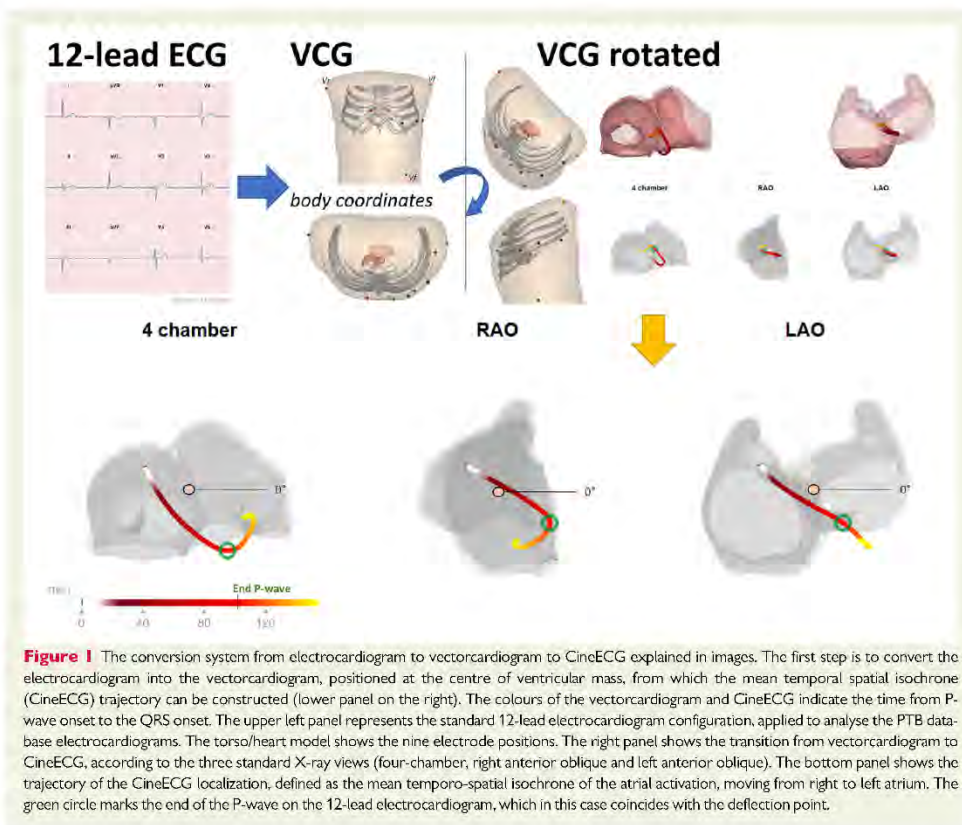 12-lead ECG
VCG
VCG rotated
Vr
Vl
aVR
V1
V4
Vf
body coordinates
4 chamber
RAO
LAO
4 chamber
RAO
LAO
0°
0°
0°
End P-wave
0
40
80
120
Figure 1 The conversion system from electrocardiogram to vectorcardiogram to CineECG explained in images. The first step is to convert the
electrocardiogram into the vectorcardiogram, positioned at the centre of ventricular mass, from which the mean temporal spatial isochrone
(CineECG) trajectory can be constructed (lower panel on the right). The colours of the vectorcardiogram and CineECG indicate the time from P-
wave onset to the QRS onset. The upper left panel represents the standard 12-lead electrocardiogram configuration, applied to analyse the PTB data-
base electrocardiograms. The torso/heart model shows the nine electrode positions. The right panel shows the transition from vectorcardiogram to
CineECG, according to the three standard X-ray views (four-chamber, right anterior oblique and left anterior oblique). The bottom panel shows the
trajectory of the CineECG localization, defined as the mean temporo-spatial isochrone of the atrial activation, moving from right to left atrium. The
green circle marks the end of the P-wave on the 12-lead electrocardiogram, which in this case coincides with the deflection point.